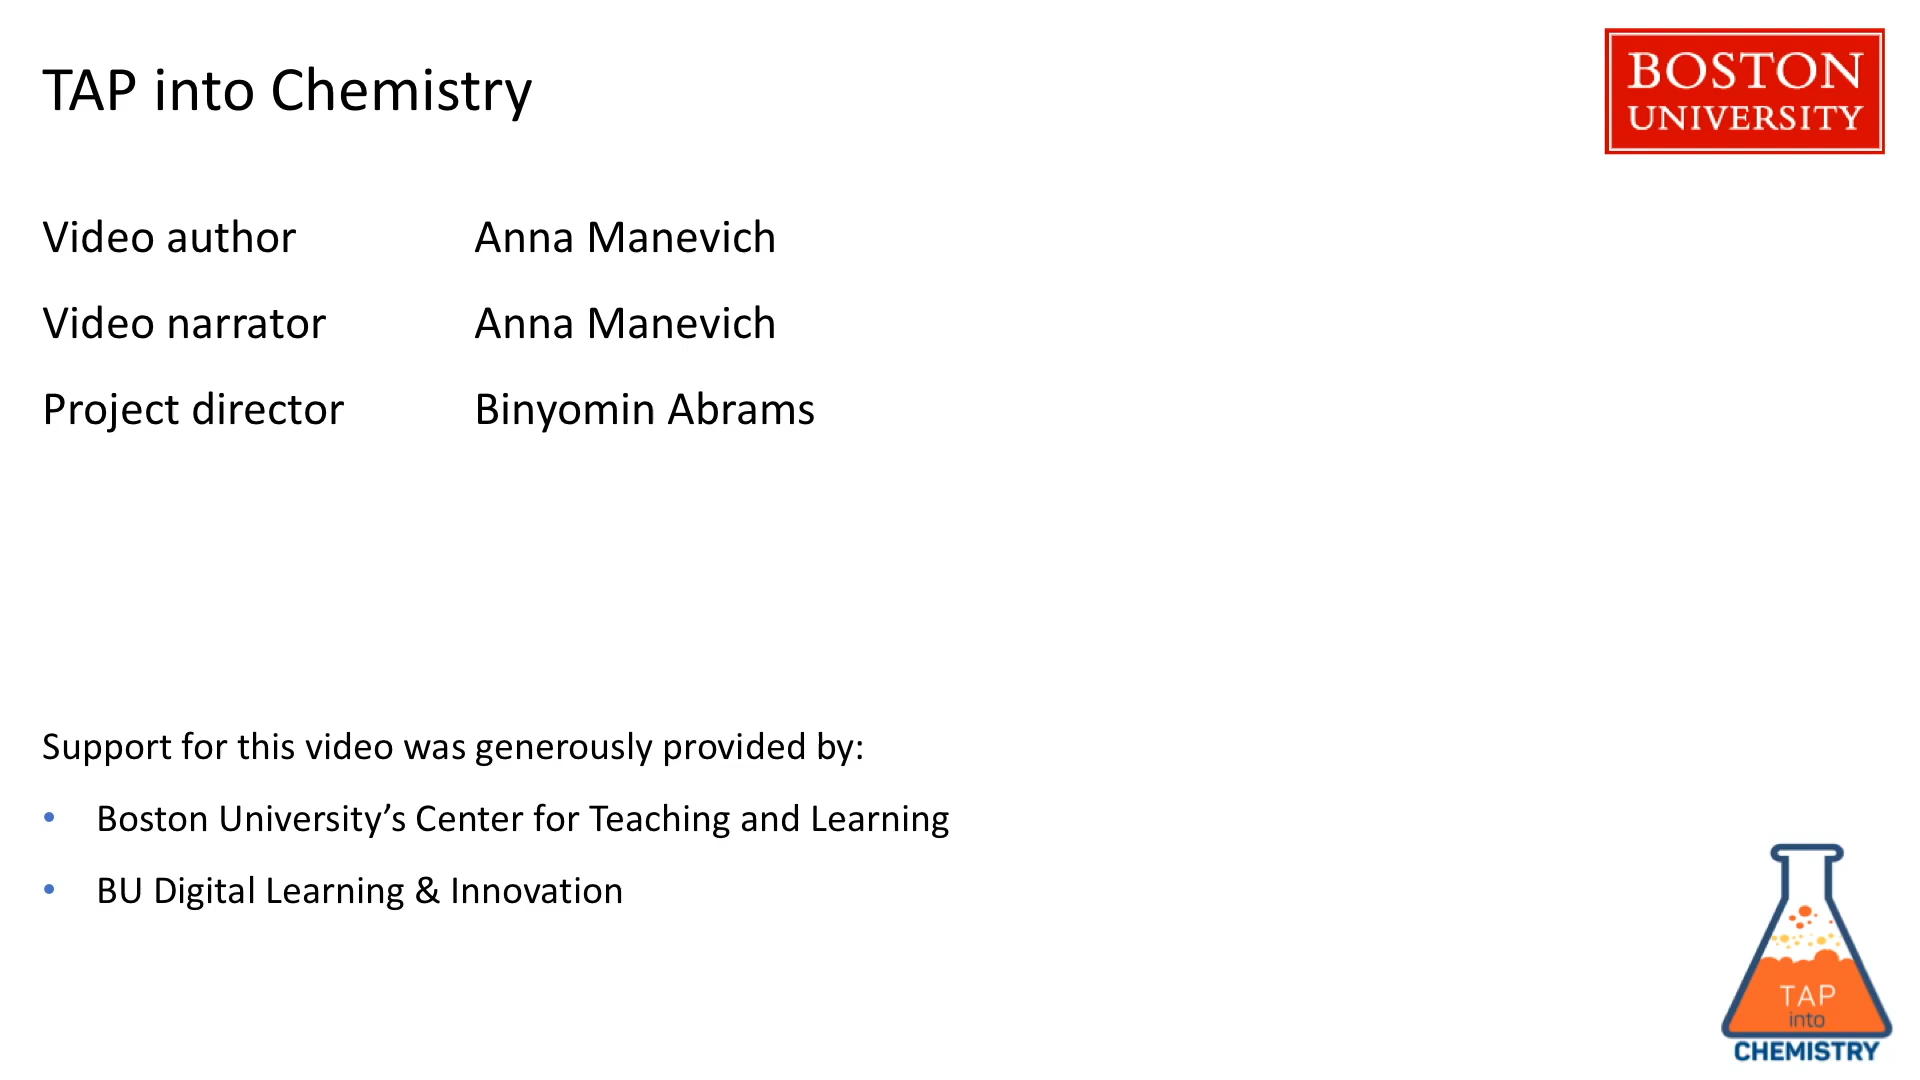 TAP into Chemistry
BOSTON
UNIVERSITY
Video author Anna Manevich
Video narrator Anna Manevich
Project director Binyomin Abrams
Support for this video was generously provided by:
• Boston University’s Center for Teaching and Learning
• BU Digital Learning & Innovation
TAP
into
CHEMISTRY